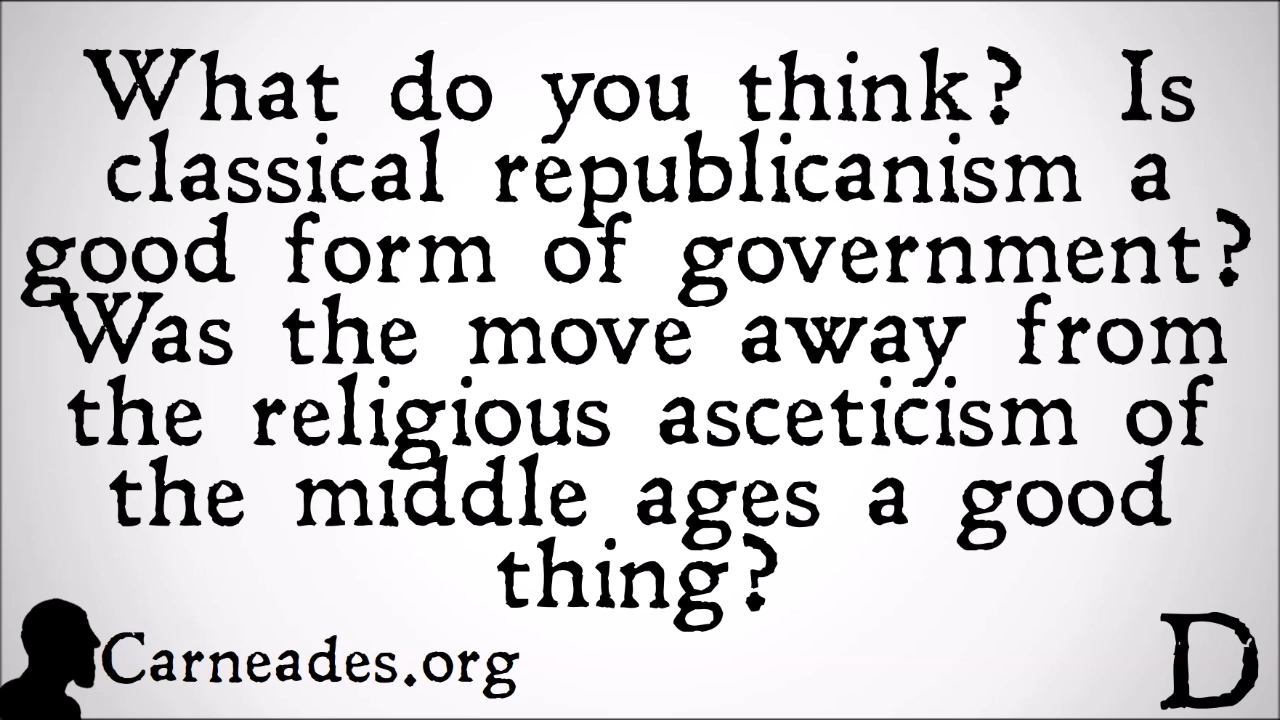 What do you think? Is
classical republicanism a
good form of government?
Was the move away from
the religious asceticism of
the middle ages a good
thing?
Carneades.org
D